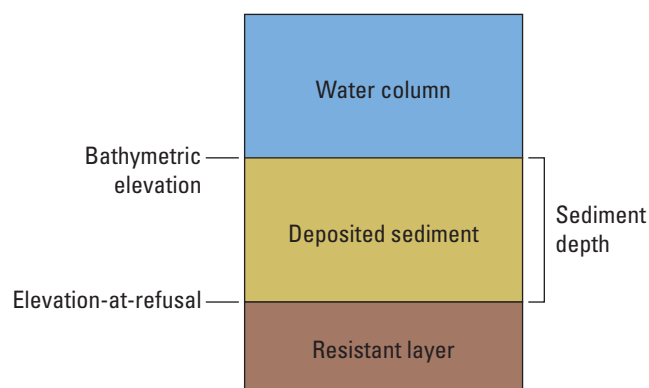 Water column
Bathymetric
elevation
Deposited sediment
Sediment
depth
Elevation-at-refusal
Resistant layer